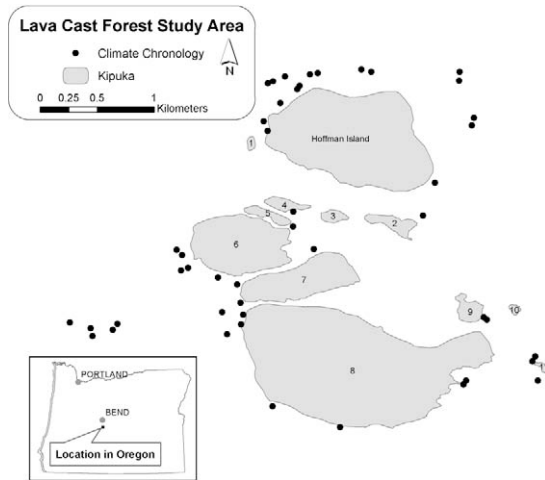 Lava Cast Forest Study Area
Climate Chronology
Kipuka
N
0 0.25 0.5 1
Kilometers
Hoffman Island
1
4
5
3
2
6
7
9
10
8
PORTLAND
BEND
Location in Oregon